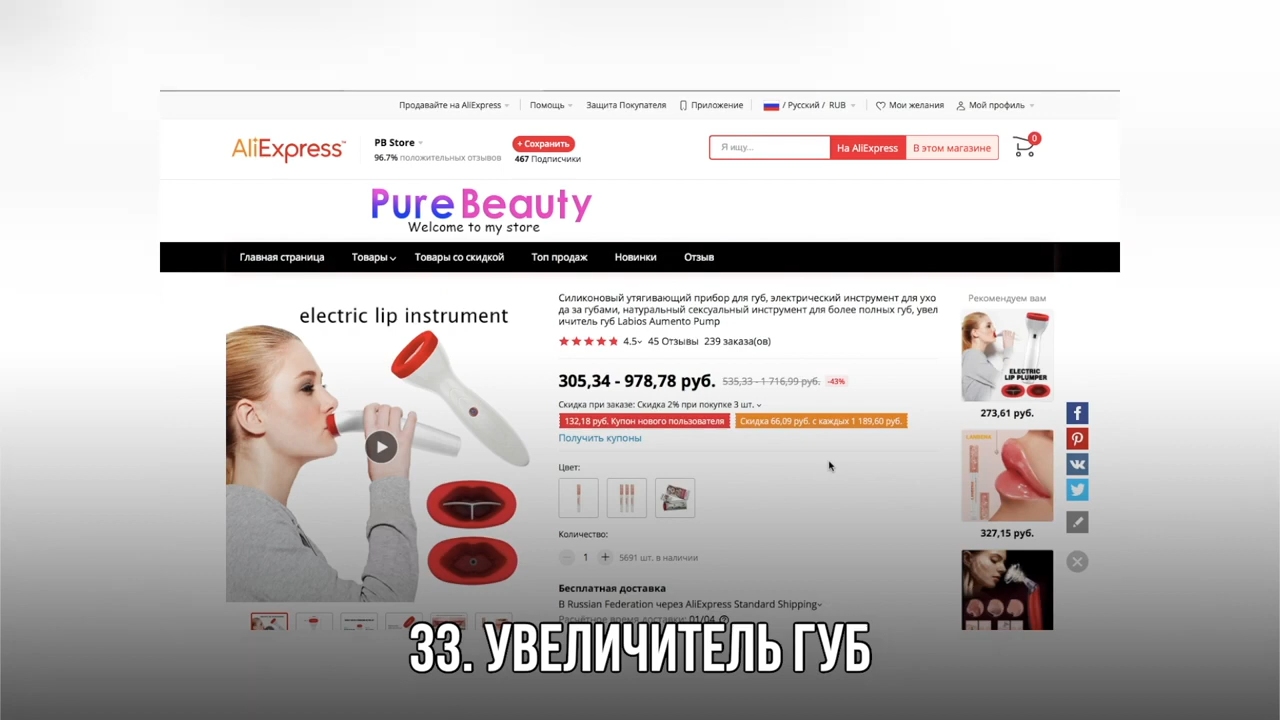 Продавайте на AliExpress
Помощь
Защита Покупателя
Приложение
/ Русский / RUB
Мои желания
Мой профиль
AliExpress™
PB Store
96.7% положительных отзывов
+ Сохранить
467 Подписчики
Я ищу...
На AliExpress
В этом магазине
0
Pure Beauty
Welcome to my store
Главная страница
Товары
Товары со скидкой
Топ продаж
Новинки
Отзыв
electric lip instrument
Силиконовый утягивающий прибор для губ, электрический инструмент для ухо
да за губами, натуральный сексуальный инструмент для более полных губ, увел
ичитель губ Labios Aumento Pump
4.5
45 Отзывы
239 заказа(ов)
305,34 - 978,78 руб.
535,33 - 1 716,99 руб.
-43%
Скидка при заказе: Скидка 2% при покупке 3 шт.
132,18 руб. Купон нового пользователя
Скидка 66,09 руб. с каждых 1 189,60 руб.
Получить купоны
Цвет:
Количество:
1
+
5691 шт. в наличии
Бесплатная доставка
В Russian Federation через AliExpress Standard Shipping
Расчётное время доставки: 01/04
Рекомендуем вам
ELECTRIC
LIP PLUMPER
273,61 руб.
327,15 руб.
33. УВЕЛИЧИТЕЛЬ ГУБ